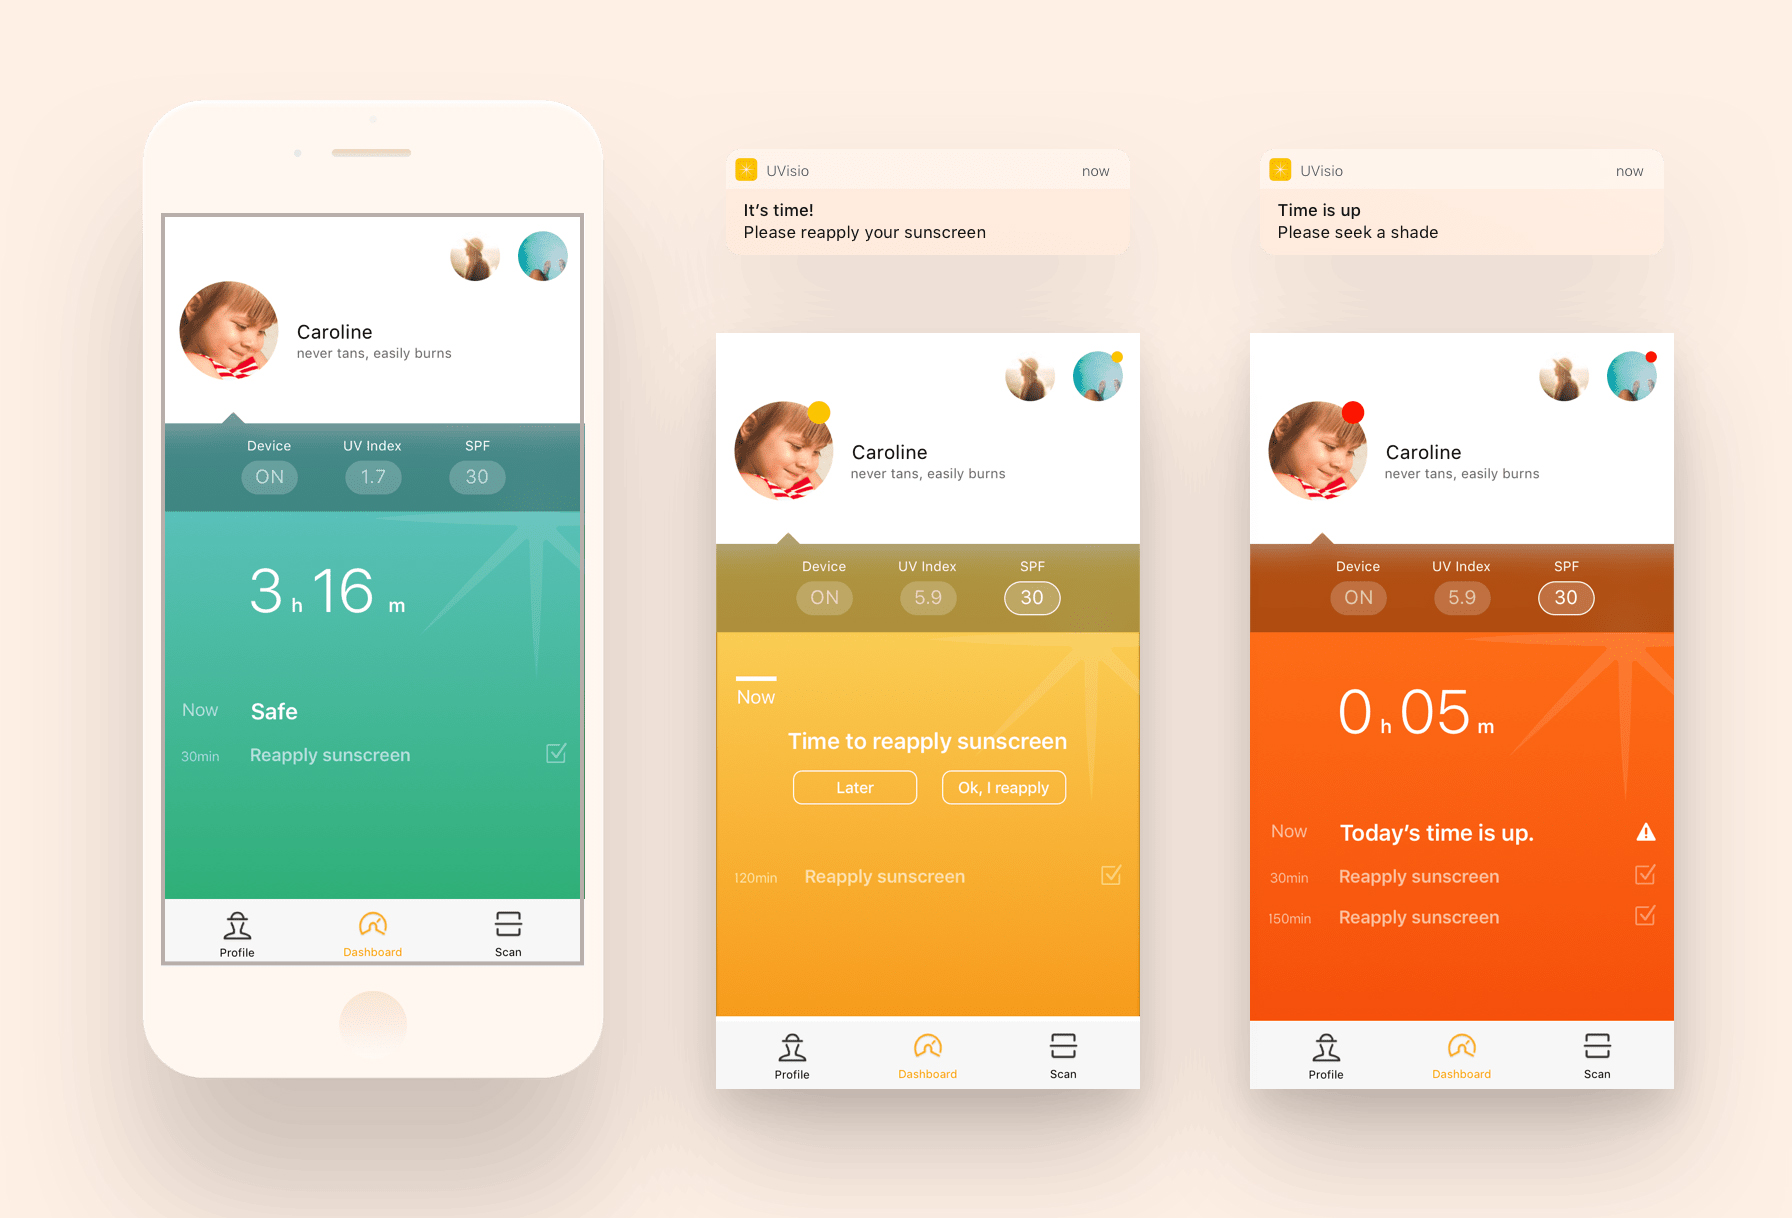 Caroline
never tans, easily burns
Device UV Index SPF
ON 1.7 30
3 h 16 m
Now Safe
30min Reapply sunscreen
Profile Dashboard Scan
UVisio now
It's time!
Please reapply your sunscreen
Caroline
never tans, easily burns
Device UV Index SPF
ON 5.9 30
Now
Time to reapply sunscreen
Later Ok, I reapply
120min Reapply sunscreen
Profile Dashboard Scan
UVisio now
Time is up
Please seek a shade
Caroline
never tans, easily burns
Device UV Index SPF
ON 5.9 30
0 h 05 m
Now Today's time is up.
30min Reapply sunscreen
150min Reapply sunscreen
Profile Dashboard Scan